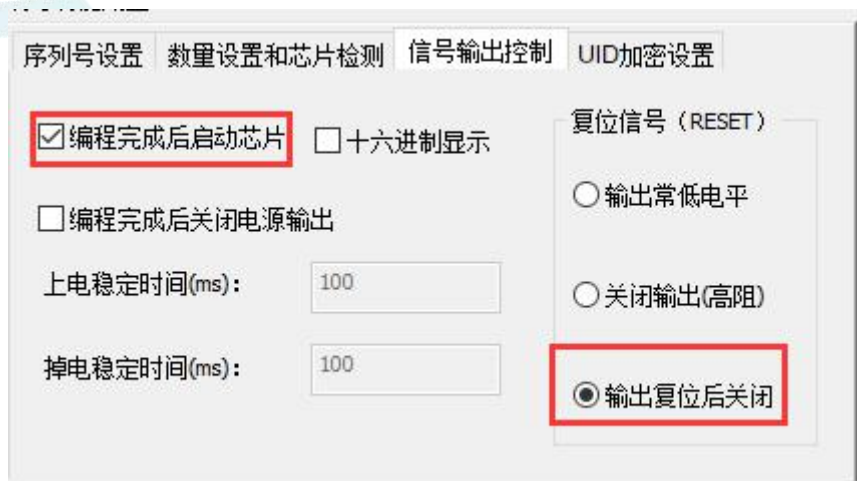 序列号设置 数量设置和芯片检测 信号输出控制 UID加密设置
编程完成后启动芯片 十六进制显示
复位信号（RESET）
输出常低电平
编程完成后关闭电源输出
上电稳定时间(ms)： 100
关闭输出(高阻)
掉电稳定时间(ms)： 100
输出复位后关闭